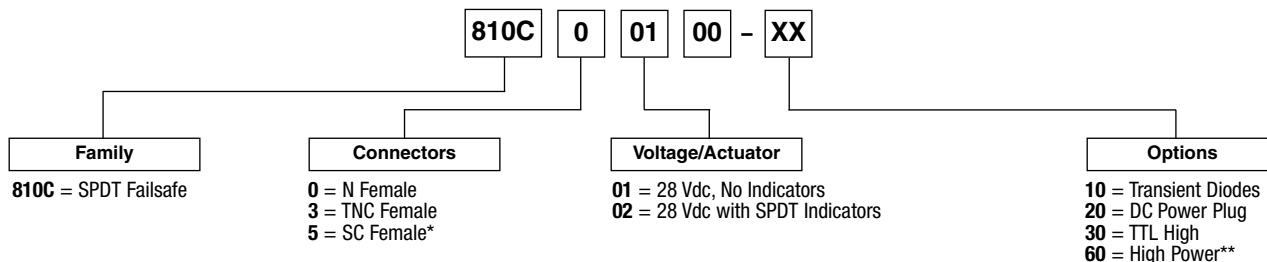 810C 0 01 00 – XX
Family
810C = SPDT Failsafe
Connectors
0 = N Female
3 = TNC Female
5 = SC Female*
Voltage/Actuator
01 = 28 Vdc, No Indicators
02 = 28 Vdc with SPDT Indicators
Options
10 = Transient Diodes
20 = DC Power Plug
30 = TTL High
60 = High Power**